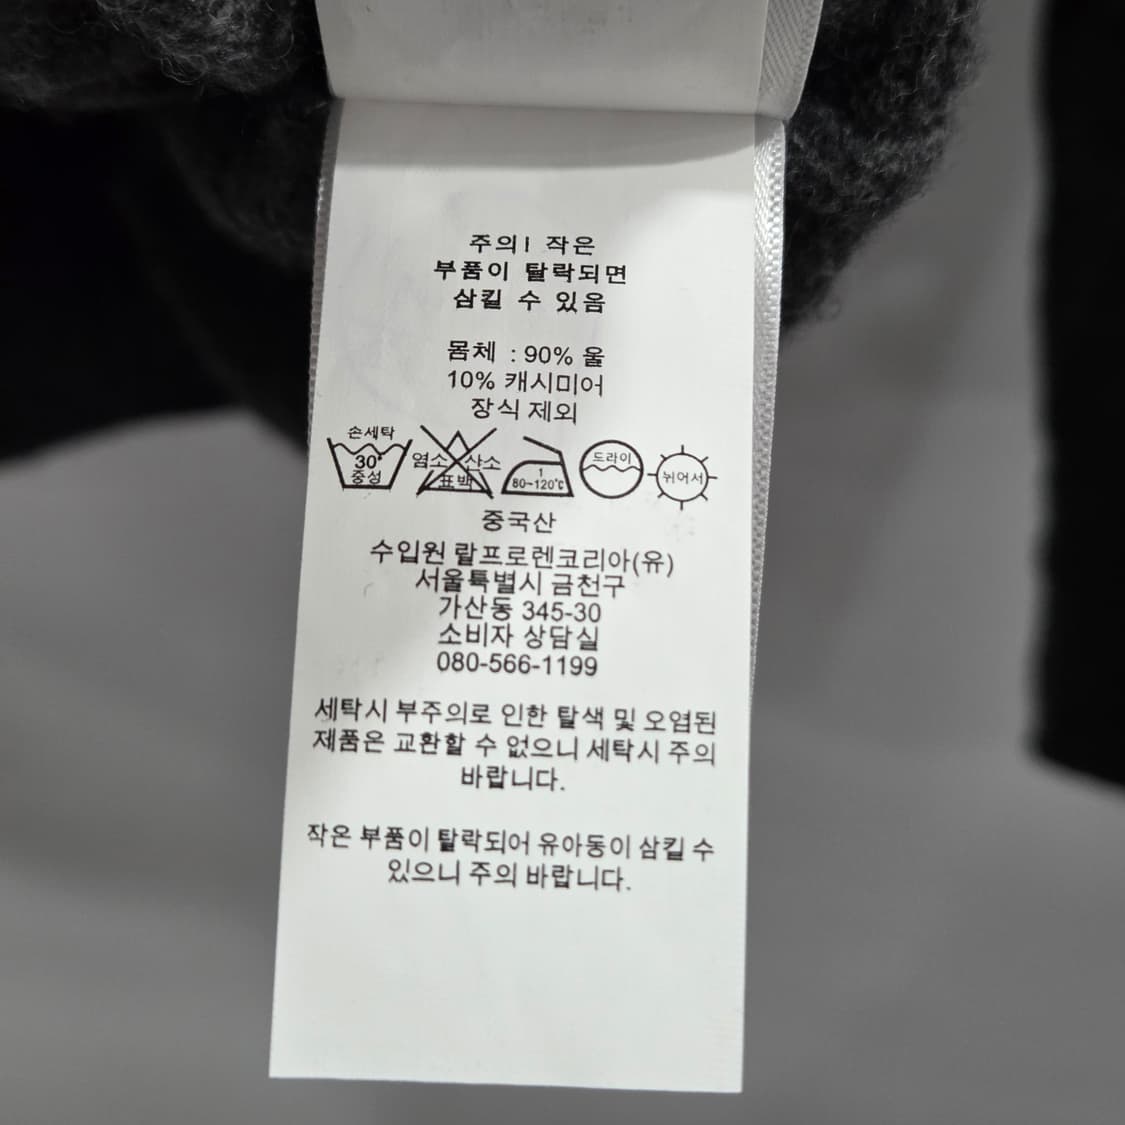 주의! 작은
부품이 탈락되면
삼킬 수 있음
몸체 : 90% 울
10% 캐시미어
장식 제외
손세탁
30°
중성
염소 산소
표백
1
80~120℃
드라이
뉘어서
중국산
수입원 랄프로렌코리아(유)
서울특별시 금천구
가산동 345-30
소비자 상담실
080-566-1199
세탁시 부주의로 인한 탈색 및 오염된
제품은 교환할 수 없으니 세탁시 주의
바랍니다.
작은 부품이 탈락되어 유아동이 삼킬 수
있으니 주의 바랍니다.